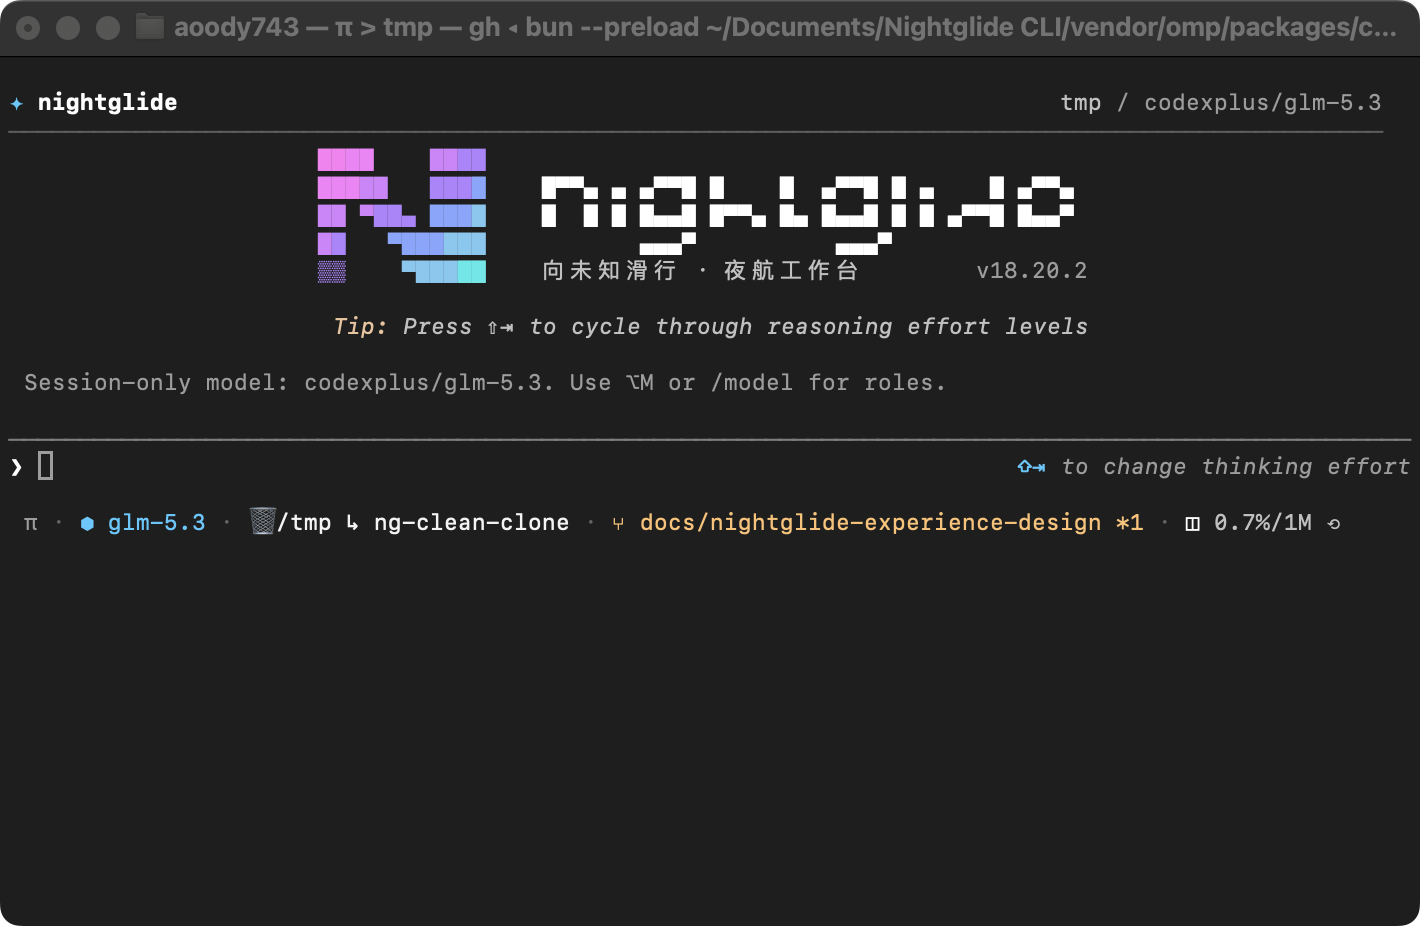 aoody743 — π > tmp — gh ◂ bun --preload ~/Documents/Nightglide CLI/vendor/omp/packages/c...
✦ nightglide tmp / codexplus/glm-5.3
nightglide
向未知滑行 · 夜航工作台 v18.20.2
Tip: Press ⇧⇥ to cycle through reasoning effort levels
Session-only model: codexplus/glm-5.3. Use ⌥M or /model for roles.
❯ ⇧⇥ to change thinking effort
π · ⬢ glm-5.3 · 🗑/tmp ↳ ng-clean-clone · ⑂ docs/nightglide-experience-design *1 · ◫ 0.7%/1M ⟲